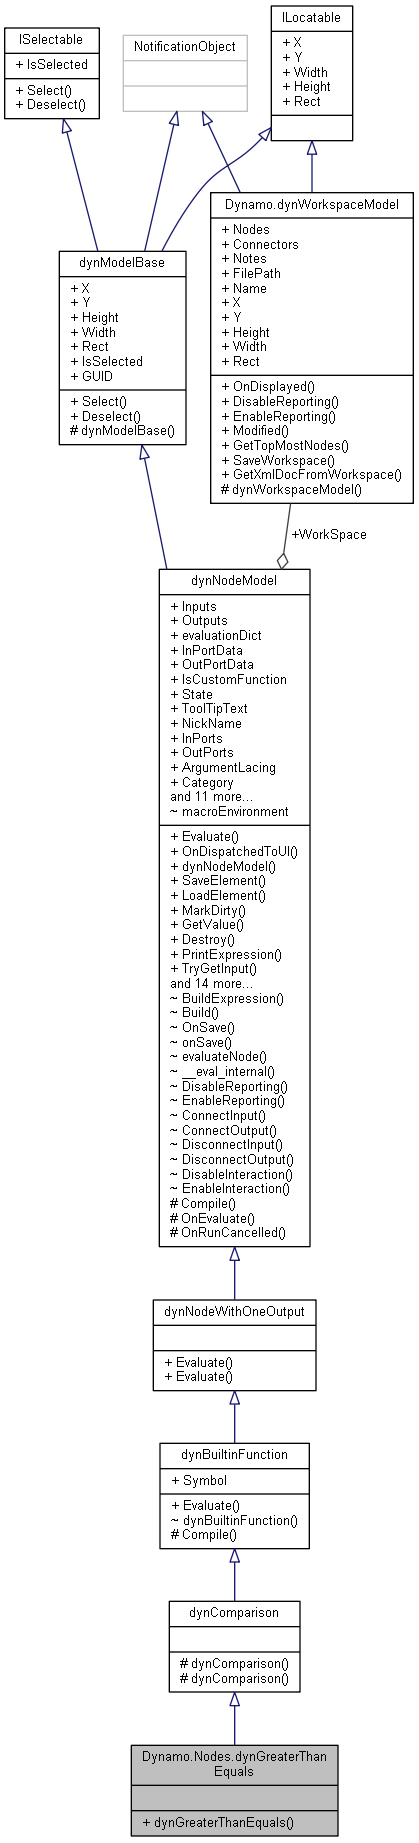 ISelectable
+ IsSelected
+ Select()
+ Deselect()
NotificationObject
ILocatable
+ X
+ Y
+ Width
+ Height
+ Rect
dynModelBase
+ X
+ Y
+ Height
+ Width
+ Rect
+ IsSelected
+ GUID
+ Select()
+ Deselect()
# dynModelBase()
Dynamo.dynWorkspaceModel
+ Nodes
+ Connectors
+ Notes
+ FilePath
+ Name
+ X
+ Y
+ Height
+ Width
+ Rect
+ OnDisplayed()
+ DisableReporting()
+ EnableReporting()
+ Modified()
+ GetTopMostNodes()
+ SaveWorkspace()
+ GetXmlDocFromWorkspace()
# dynWorkspaceModel()
+WorkSpace
dynNodeModel
+ Inputs
+ Outputs
+ evaluationDict
+ InPortData
+ OutPortData
+ IsCustomFunction
+ State
+ ToolTipText
+ NickName
+ InPorts
+ OutPorts
+ ArgumentLacing
+ Category
and 11 more...
~ macroEnvironment
+ Evaluate()
+ OnDispatchedToUI()
+ dynNodeModel()
+ SaveElement()
+ LoadElement()
+ MarkDirty()
+ GetValue()
+ Destroy()
+ PrintExpression()
+ TryGetInput()
and 14 more...
~ BuildExpression()
~ Build()
~ OnSave()
~ onSave()
~ evaluateNode()
~ __eval_internal()
~ DisableReporting()
~ EnableReporting()
~ ConnectInput()
~ ConnectOutput()
~ DisconnectInput()
~ DisconnectOutput()
~ DisableInteraction()
~ EnableInteraction()
# Compile()
# OnEvaluate()
# OnRunCancelled()
dynNodeWithOneOutput
+ Evaluate()
+ Evaluate()
dynBuiltinFunction
+ Symbol
+ Evaluate()
~ dynBuiltinFunction()
# Compile()
dynComparison
# dynComparison()
# dynComparison()
Dynamo.Nodes.dynGreaterThan
Equals
+ dynGreaterThanEquals()